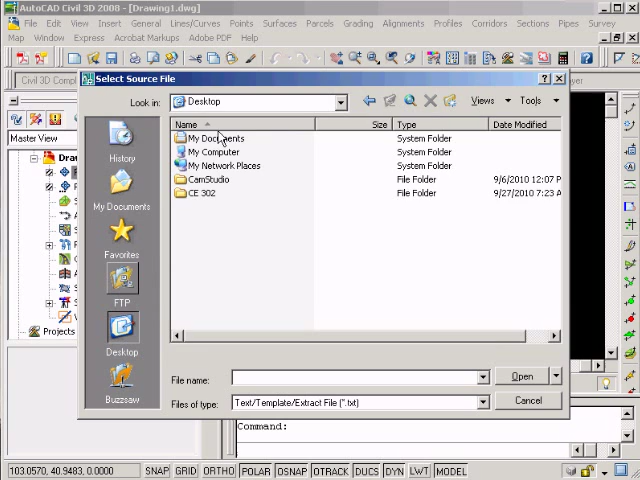 AutoCAD Civil 3D 2008 - [Drawing1.dwg]
File Edit View Insert General Lines/Curves Points Surfaces Parcels Grading Alignments Profiles Corridors Sections Pipes Survey
Map Window Express Acrobat Markups Adobe PDF Help
Civil 3D Compl
Select Source File
Look in: Desktop Views Tools
Name Size Type Date Modified
My Documents System Folder
My Computer System Folder
My Network Places System Folder
CamStudio File Folder 9/6/2010 12:07 P
CE 302 File Folder 9/27/2010 7:23 A
History
My Documents
Favorites
FTP
Desktop
Buzzsaw
File name: Open
Files of type: Text/Template/Extract File (*.txt) Cancel
Master View
Projects
Command:
103.0570, 40.9483, 0.0000 SNAP GRID ORTHO POLAR OSNAP OTRACK DUCS DYN LWT MODEL